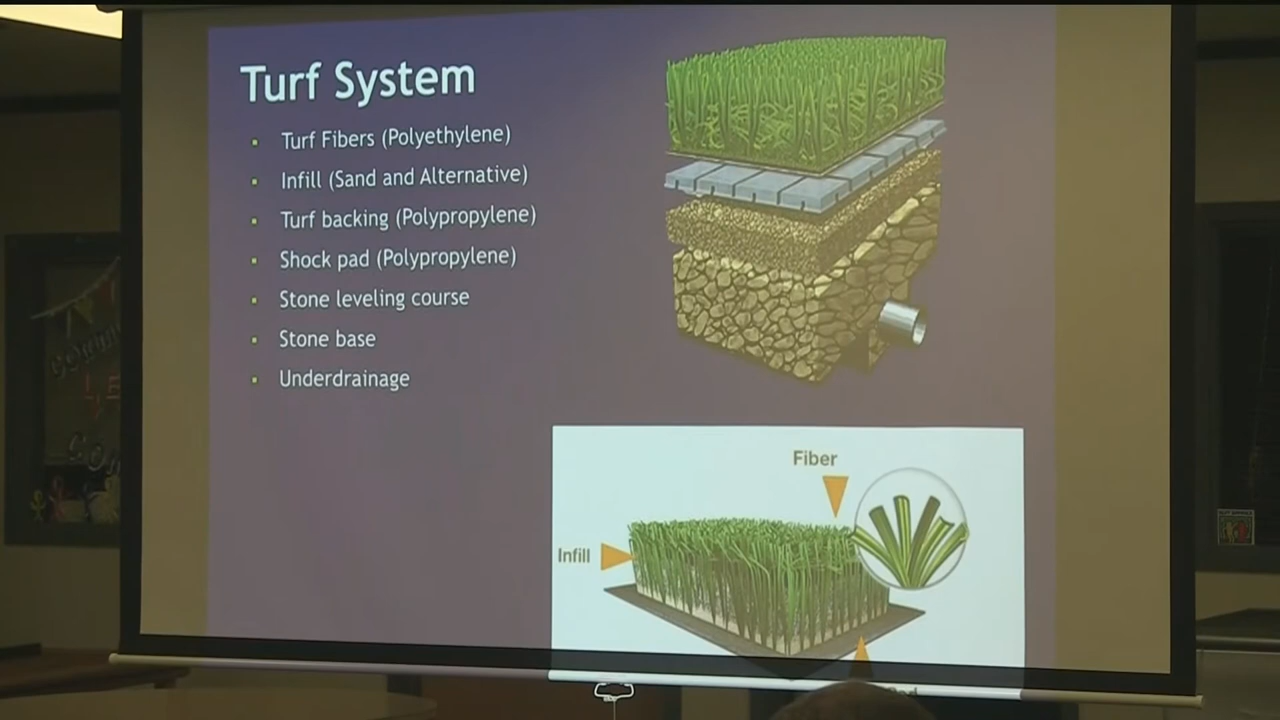 Turf System
Turf Fibers (Polyethylene)
Infill (Sand and Alternative)
Turf backing (Polypropylene)
Shock pad (Polypropylene)
Stone leveling course
Stone base
Underdrainage
Fiber
Infill